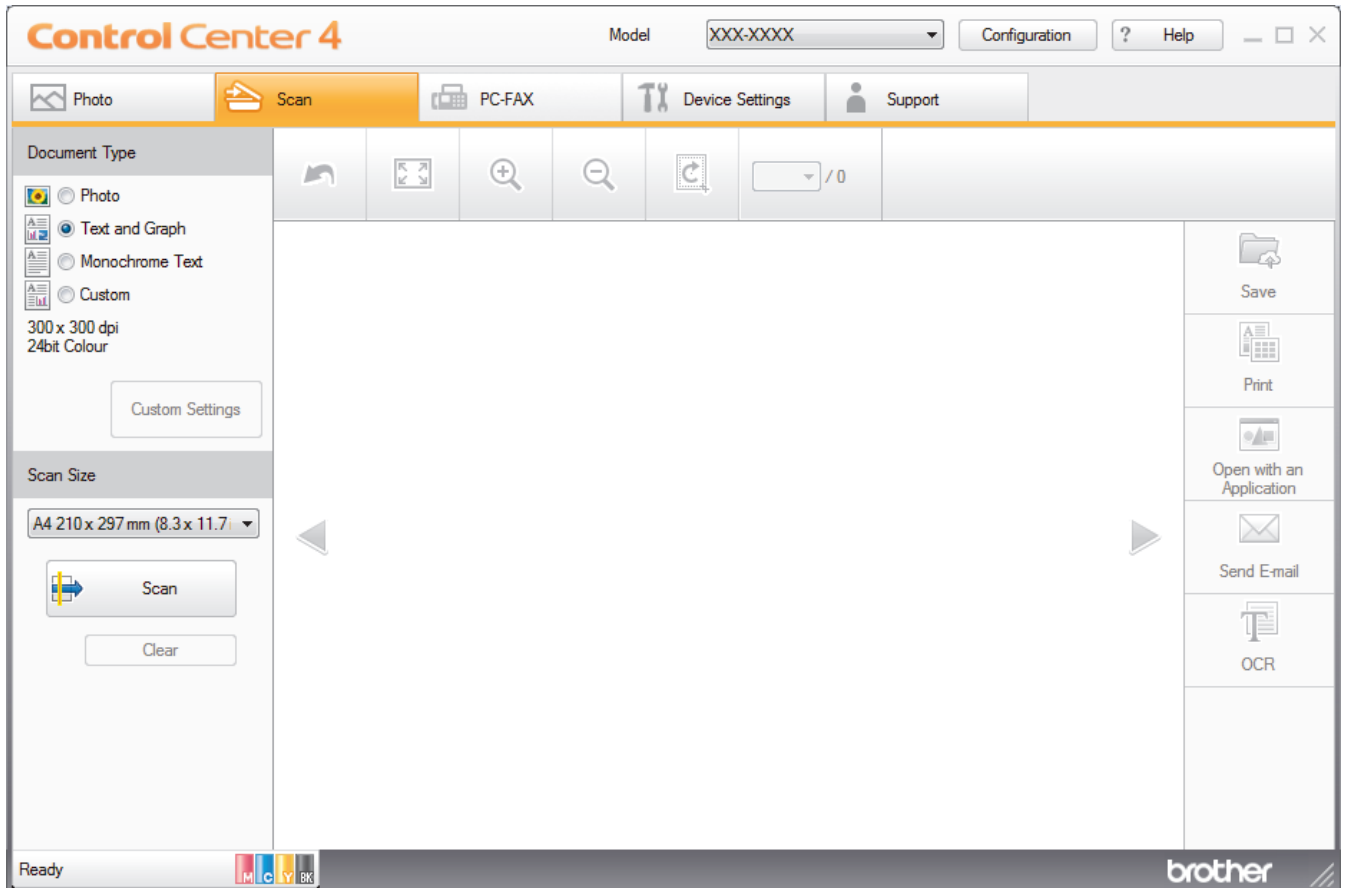 Control Center 4
Model
XXX-XXXX
Configuration
? Help
Photo
Scan
PC-FAX
Device Settings
Support
Document Type
Photo
Text and Graph
Monochrome Text
Custom
300 x 300 dpi
24bit Colour
Custom Settings
Scan Size
A4 210 x 297 mm (8.3 x 11.7
Scan
Clear
/ 0
Save
Print
Open with an
Application
Send E-mail
OCR
Ready
M C Y BK
brother